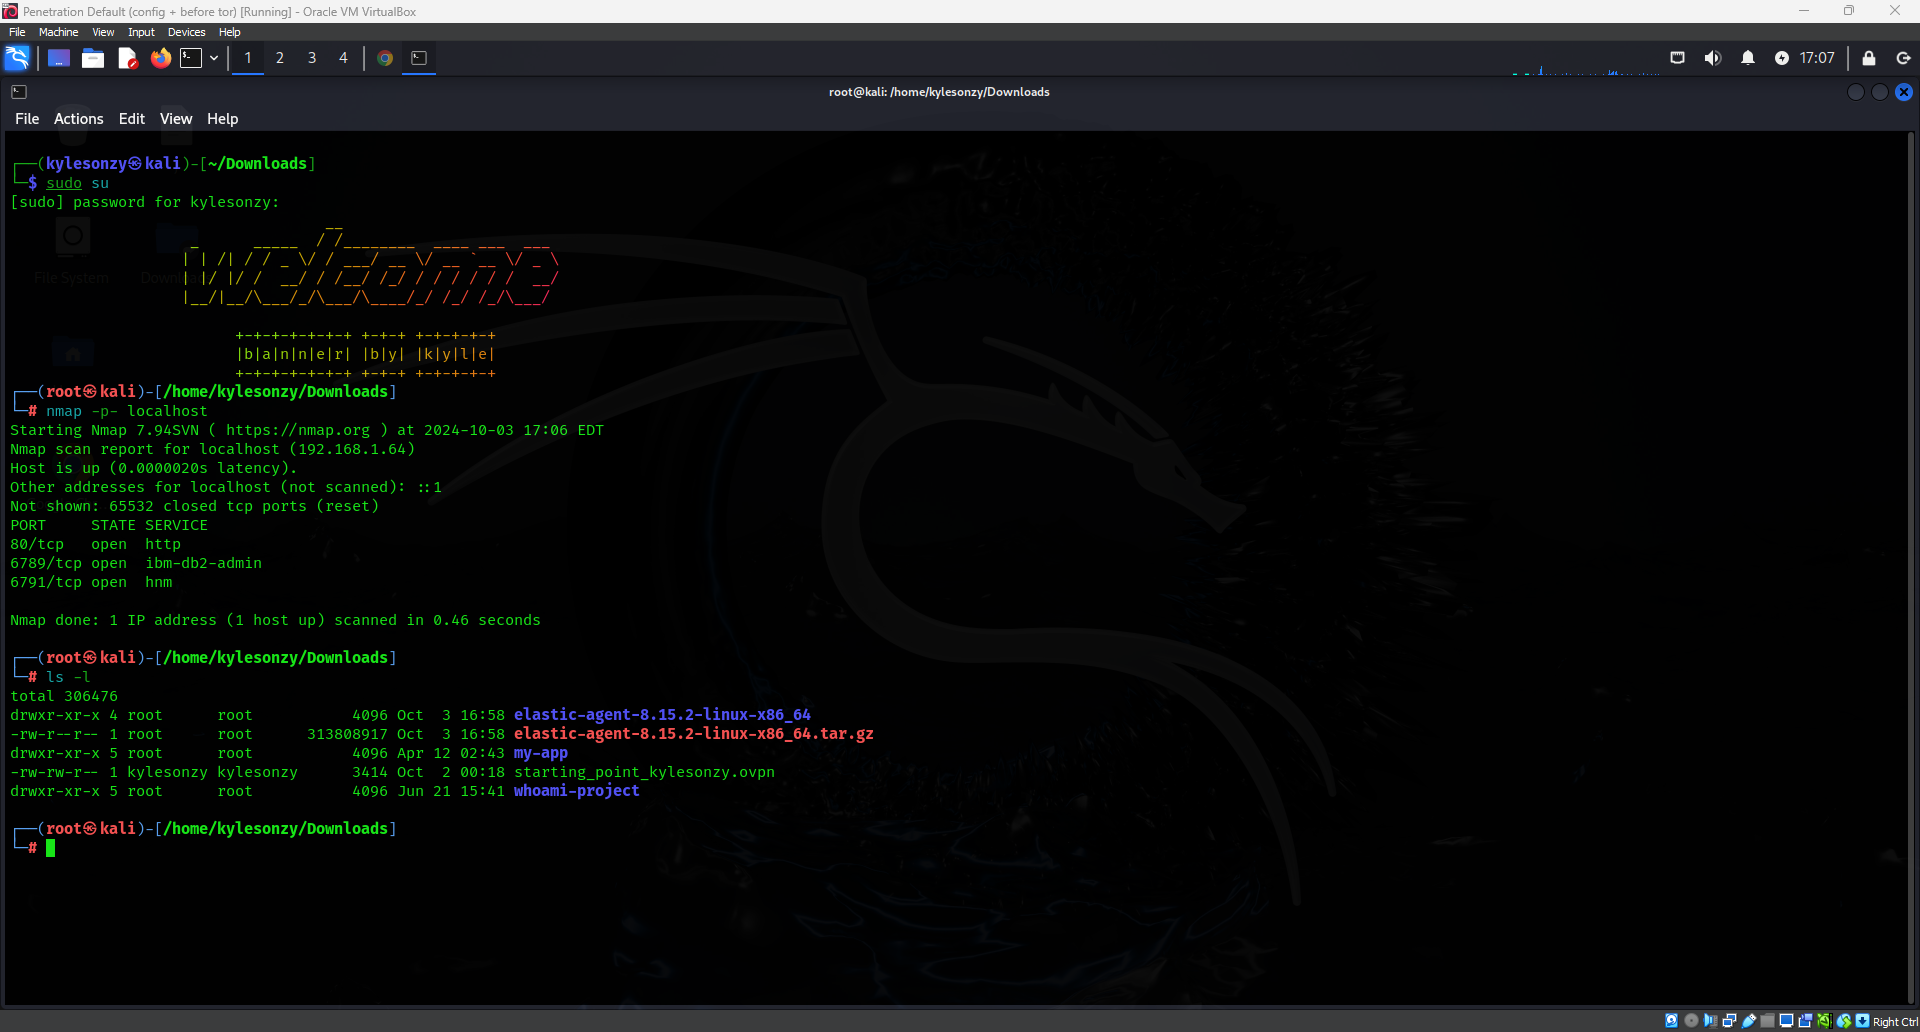 Penetration Default (config + before tor) [Running] - Oracle VM VirtualBox
File Machine View Input Devices Help
1 2 3 4 17:07
root@kali: /home/kylesonzy/Downloads
File Actions Edit View Help
┌──(kylesonzy㉿kali)-[~/Downloads]
└─$ sudo su
[sudo] password for kylesonzy:
welcome
|b|a|n|n|e|r| |b|y| |k|y|l|e|
┌──(root㉿kali)-[/home/kylesonzy/Downloads]
└─# nmap -p- localhost
Starting Nmap 7.94SVN ( https://nmap.org ) at 2024-10-03 17:06 EDT
Nmap scan report for localhost (192.168.1.64)
Host is up (0.0000020s latency).
Other addresses for localhost (not scanned): ::1
Not shown: 65532 closed tcp ports (reset)
PORT     STATE SERVICE
80/tcp   open  http
6789/tcp open  ibm-db2-admin
6791/tcp open  hnm
Nmap done: 1 IP address (1 host up) scanned in 0.46 seconds
┌──(root㉿kali)-[/home/kylesonzy/Downloads]
└─# ls -l
total 306476
drwxr-xr-x 4 root      root           4096 Oct  3 16:58 elastic-agent-8.15.2-linux-x86_64
-rw-r--r-- 1 root      root      313808917 Oct  3 16:58 elastic-agent-8.15.2-linux-x86_64.tar.gz
drwxr-xr-x 5 root      root           4096 Apr 12 02:43 my-app
-rw-rw-r-- 1 kylesonzy kylesonzy      3414 Oct  2 00:18 starting_point_kylesonzy.ovpn
drwxr-xr-x 5 root      root           4096 Jun 21 15:41 whoami-project
┌──(root㉿kali)-[/home/kylesonzy/Downloads]
└─#
File System
Right Ctrl